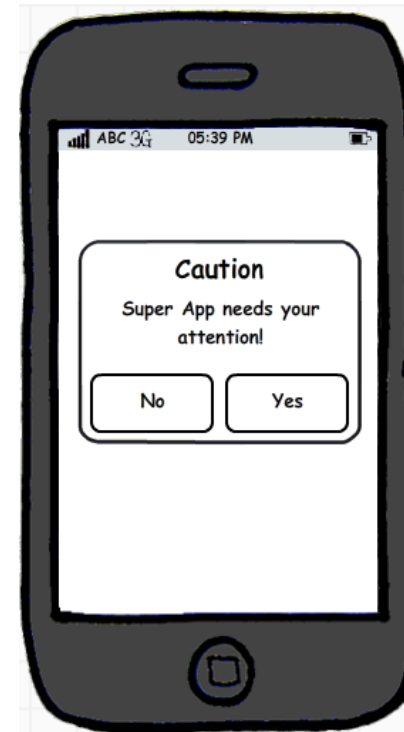 ABC 3G 05:39 PM
Caution
Super App needs your
attention!
No Yes